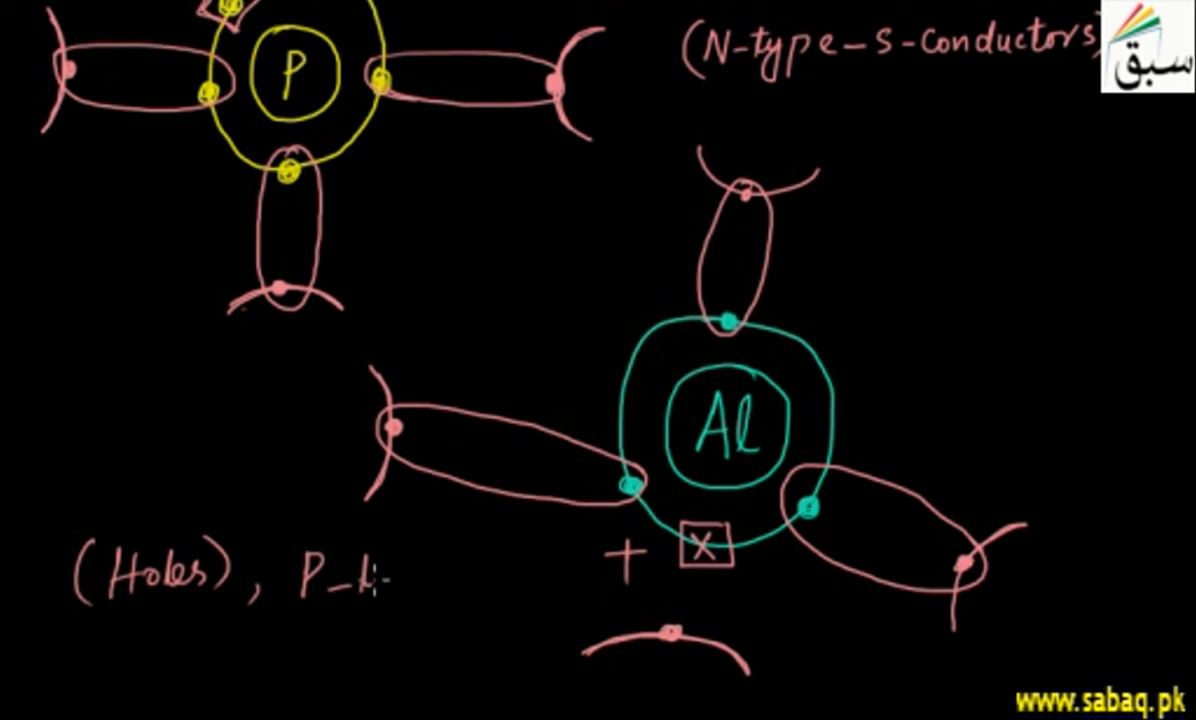 P
(N-type-S-Conductors)
سبق
Al
+ x
(Holes), P-t
www.sabaq.pk